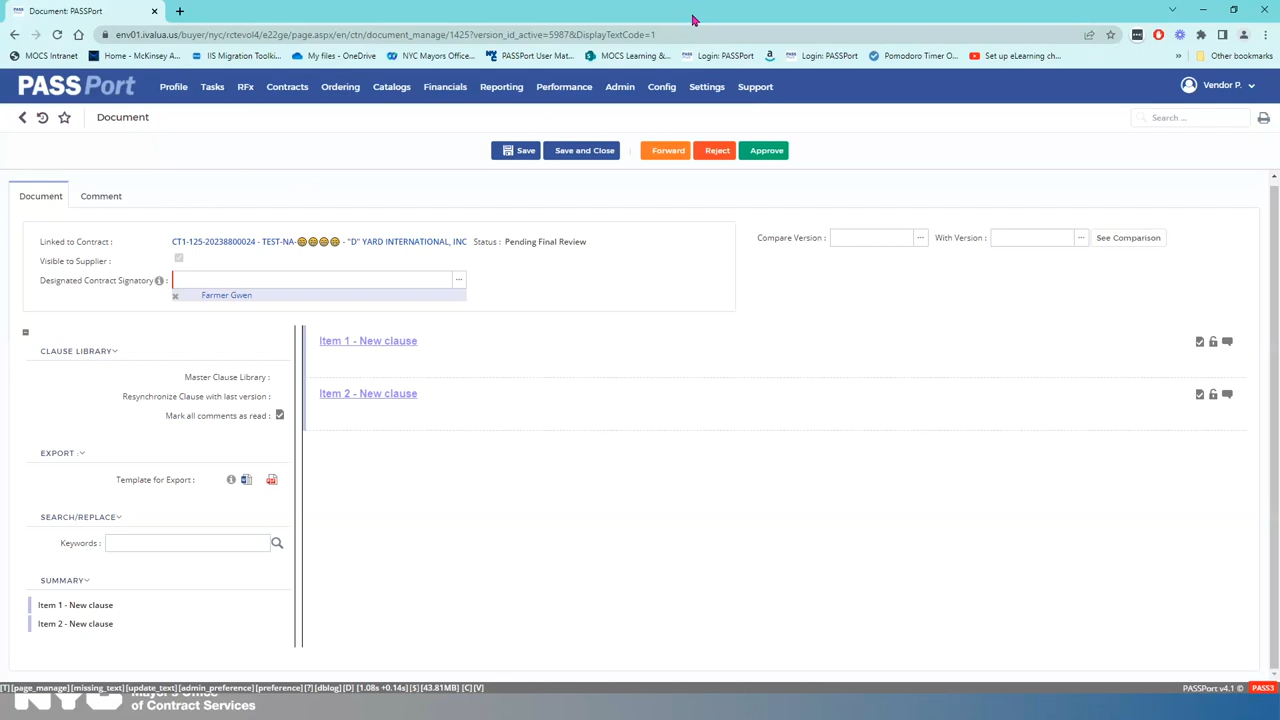 Document: PASSPort
env01.ivalua.us/buyer/nyc/rctevol4/e22ge/page.aspx/en/ctn/document_manage/1425?version_id_active=5987&DisplayTextCode=1
MOCS Intranet Home - McKinsey A... IIS Migration Toolki... My files - OneDrive NYC Mayors Office... PASSPort User Mat... MOCS Learning &... Login: PASSPort Login: PASSPort Pomodoro Timer O... Set up eLearning ch... » Other bookmarks
PASSPort Profile Tasks RFx Contracts Ordering Catalogs Financials Reporting Performance Admin Config Settings Support Vendor P.
Document Search ...
Save Save and Close Forward Reject Approve
Document Comment
Linked to Contract : CT1-125-20238800024 - TEST-NA-😀😀😀😀 - "D" YARD INTERNATIONAL, INC Status : Pending Final Review
Compare Version : ... With Version : ... See Comparison
Visible to Supplier :
Designated Contract Signatory : ...
Farmer Gwen
CLAUSE LIBRARY
Master Clause Library :
Resynchronize Clause with last version :
Mark all comments as read :
EXPORT :
Template for Export :
SEARCH/REPLACE
Keywords :
SUMMARY
Item 1 - New clause
Item 2 - New clause
Item 1 - New clause
Item 2 - New clause
[T][page_manage][missing_text][update_text][admin_preference][preference][?][dblog][D] [1.08s +0.14s][$][43.81MB] [C][V] PASSPort v4.1 © PASS3
NYC Mayor's Office
of Contract Services